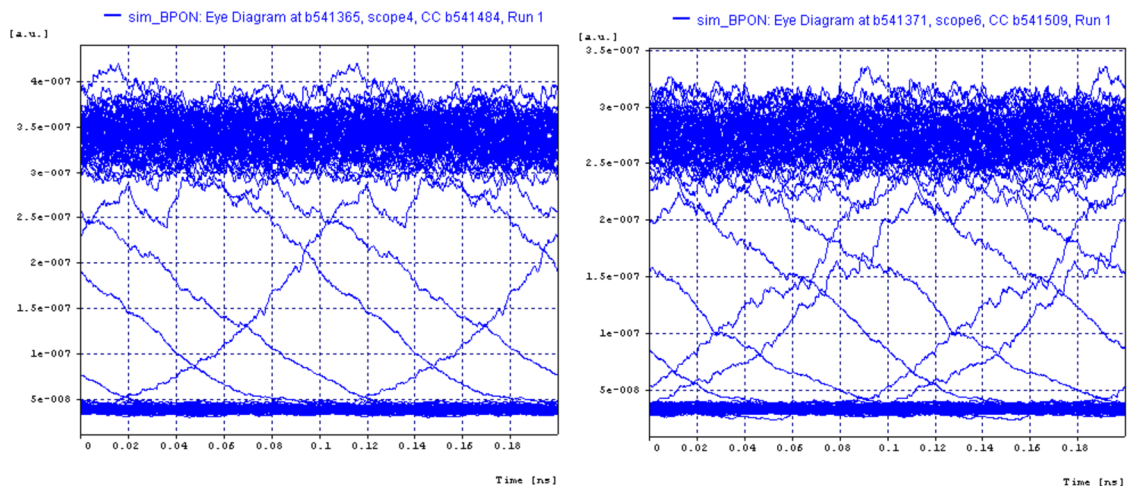 sim_BPON: Eye Diagram at b541365, scope4, CC b541484, Run 1
[a.u.]
4e-007
3.5e-007
3e-007
2.5e-007
2e-007
1.5e-007
1e-007
5e-008
0 0.02 0.04 0.06 0.08 0.1 0.12 0.14 0.16 0.18
Time [ns]
sim_BPON: Eye Diagram at b541371, scope6, CC b541509, Run 1
[a.u.]
3.5e-007
3e-007
2.5e-007
2e-007
1.5e-007
1e-007
5e-008
0 0.02 0.04 0.06 0.08 0.1 0.12 0.14 0.16 0.18
Time [ns]